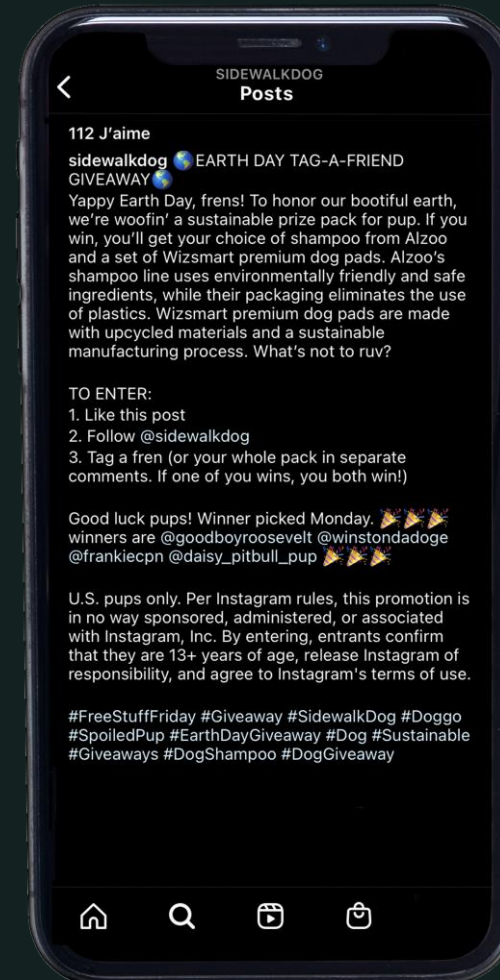 SIDEWALKDOG
Posts
112 J’aime
sidewalkdog 🌎EARTH DAY TAG-A-FRIEND
GIVEAWAY🌎
Yappy Earth Day, frens! To honor our bootiful earth,
we’re woofin’ a sustainable prize pack for pup. If you
win, you’ll get your choice of shampoo from Alzoo
and a set of Wizsmart premium dog pads. Alzoo’s
shampoo line uses environmentally friendly and safe
ingredients, while their packaging eliminates the use
of plastics. Wizsmart premium dog pads are made
with upcycled materials and a sustainable
manufacturing process. What’s not to ruv?
TO ENTER:
1. Like this post
2. Follow @sidewalkdog
3. Tag a fren (or your whole pack in separate
comments. If one of you wins, you both win!)
Good luck pups! Winner picked Monday. 🎉🎉🎉
winners are @goodboyroosevelt @winstondadoge
@frankiecpn @daisy_pitbull_pup 🎉🎉🎉
U.S. pups only. Per Instagram rules, this promotion is
in no way sponsored, administered, or associated
with Instagram, Inc. By entering, entrants confirm
that they are 13+ years of age, release Instagram of
responsibility, and agree to Instagram's terms of use.
#FreeStuffFriday #Giveaway #SidewalkDog #Doggo
#SpoiledPup #EarthDayGiveaway #Dog #Sustainable
#Giveaways #DogShampoo #DogGiveaway